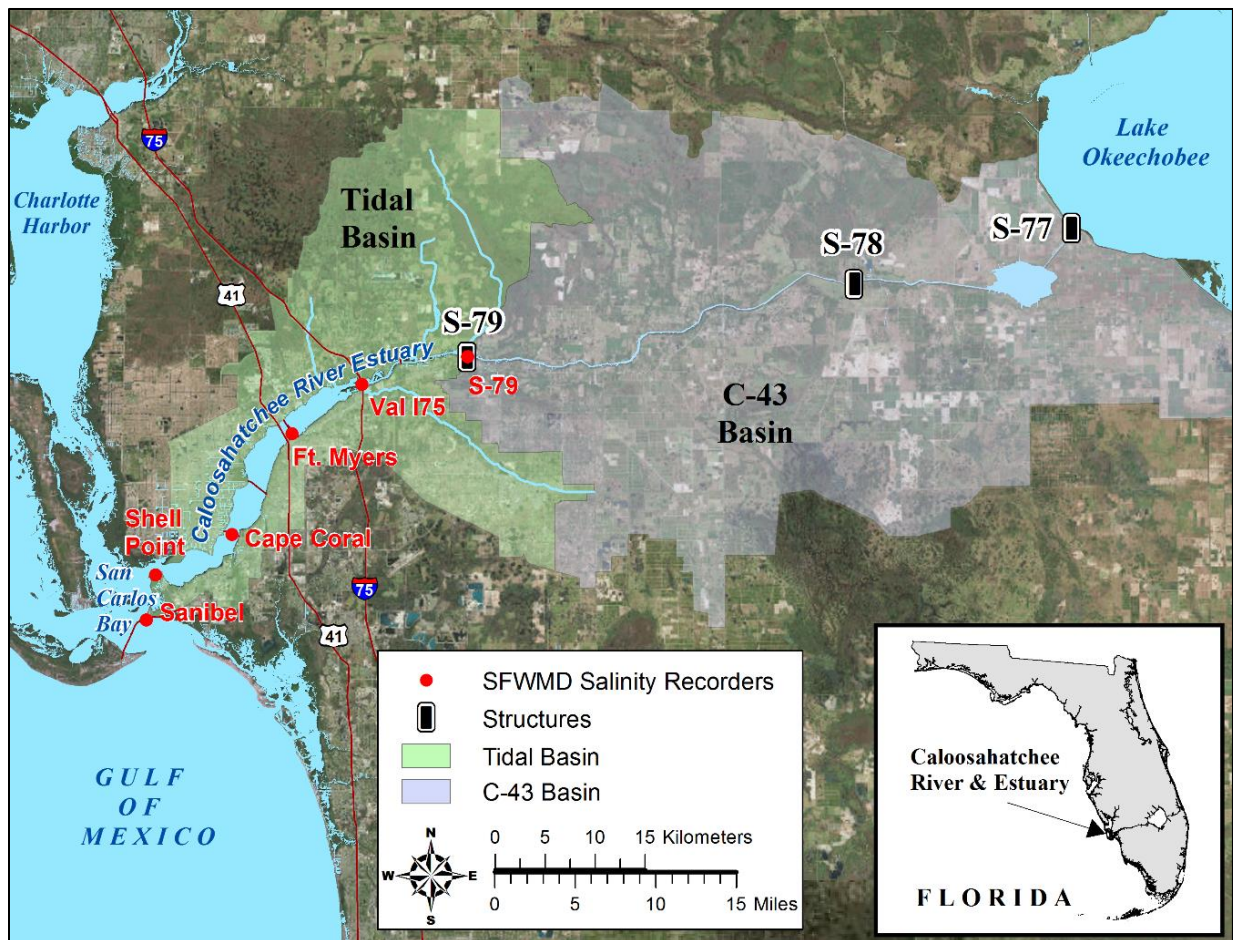 Lake
Okeechobee
75
Charlotte
Harbor
Tidal
Basin
S-77
S-78
41
S-79
S-79
Caloosahatchee River Estuary
Val I75
C-43
Basin
Ft. Myers
Shell
Point
Cape Coral
San
Carlos
Bay
75
Sanibel
41
SFWMD Salinity Recorders
Structures
Tidal Basin
C-43 Basin
GULF
OF
MEXICO
0 5 10 15 Kilometers
0 5 10 15 Miles
N
W E
S
Caloosahatchee
River & Estuary
FLORIDA